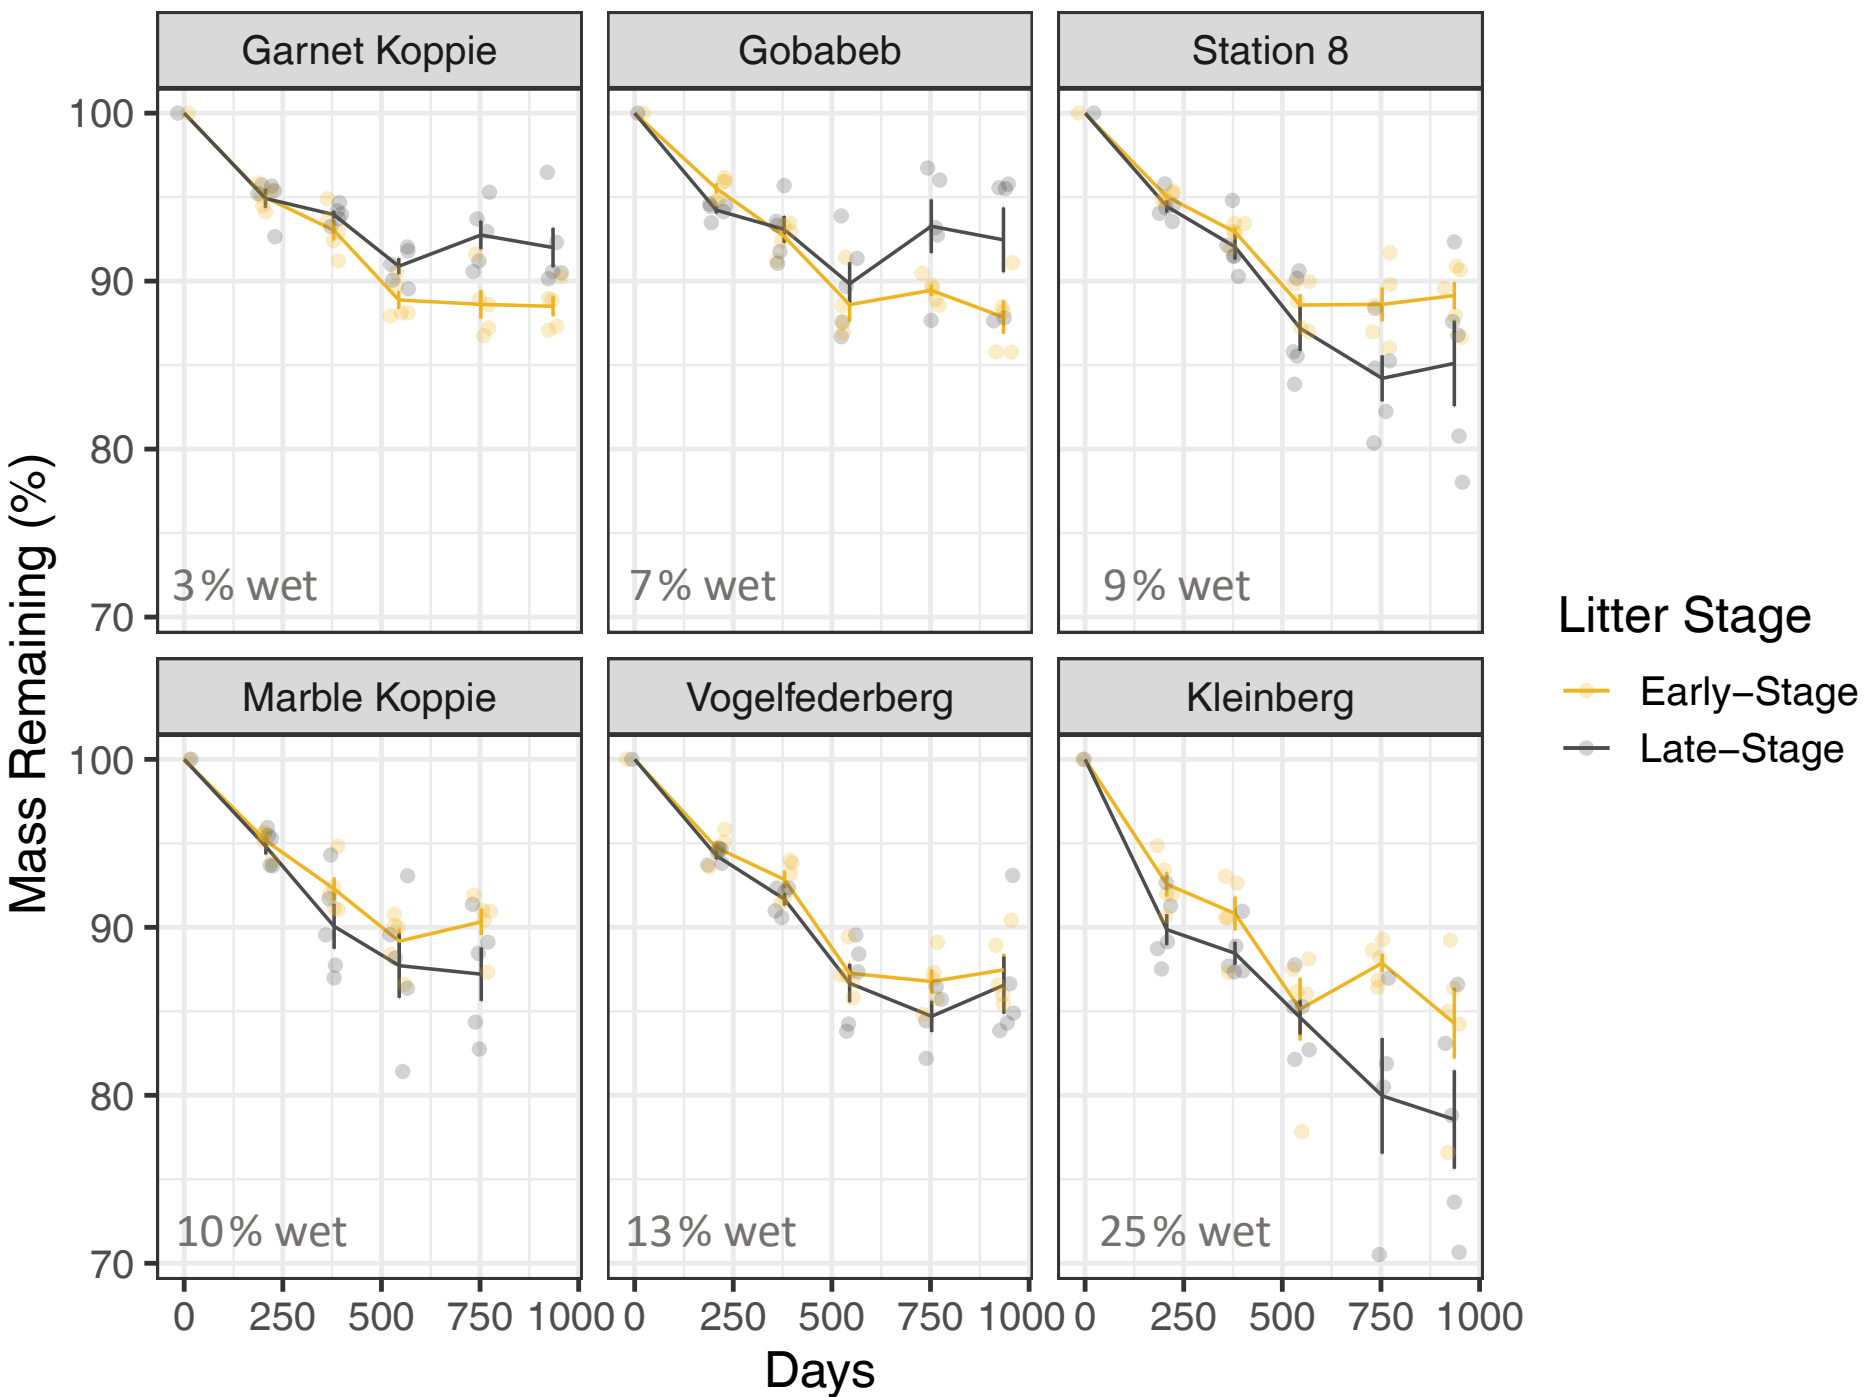 Garnet Koppie
Gobabeb
Station 8
100
90
80
70
3% wet
7% wet
9% wet
Mass Remaining (%)
Marble Koppie
Vogelfederberg
Kleinberg
100
90
80
70
10% wet
13% wet
25% wet
0 250 500 750 1000
0 250 500 750 1000
0 250 500 750 1000
Days
Litter Stage
Early−Stage
Late−Stage